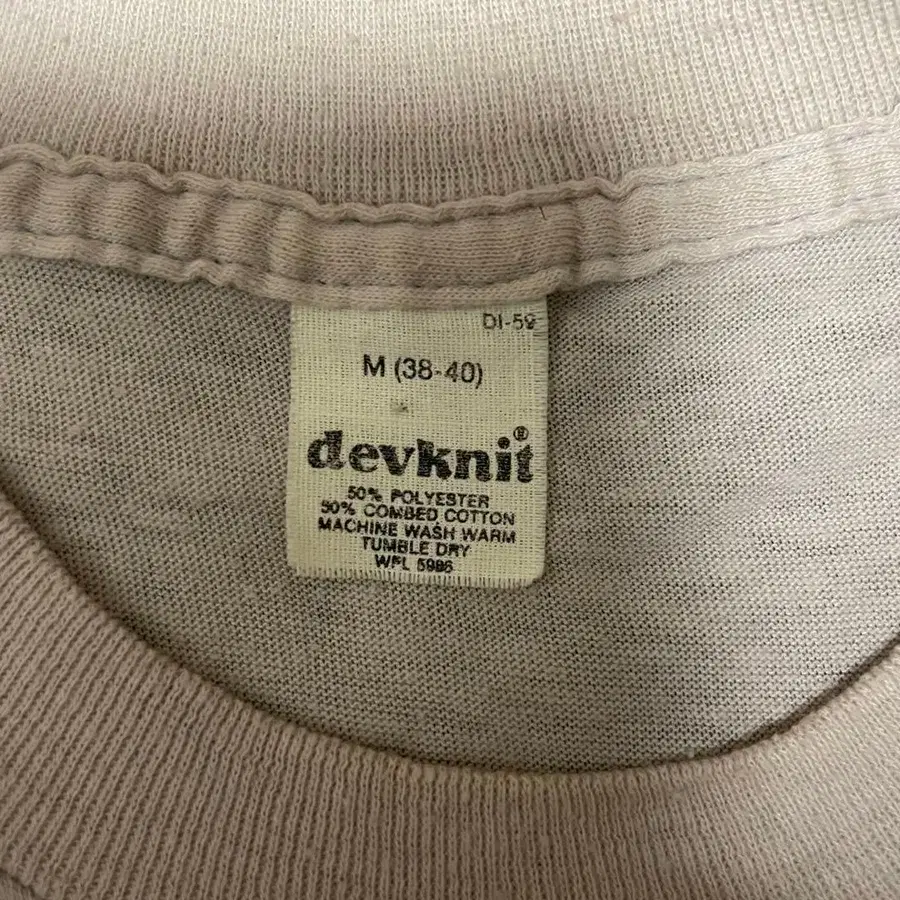 DI-59
M (38-40)
devknit®
50% POLYESTER
50% COMBED COTTON
MACHINE WASH WARM
TUMBLE DRY
WPL 5986